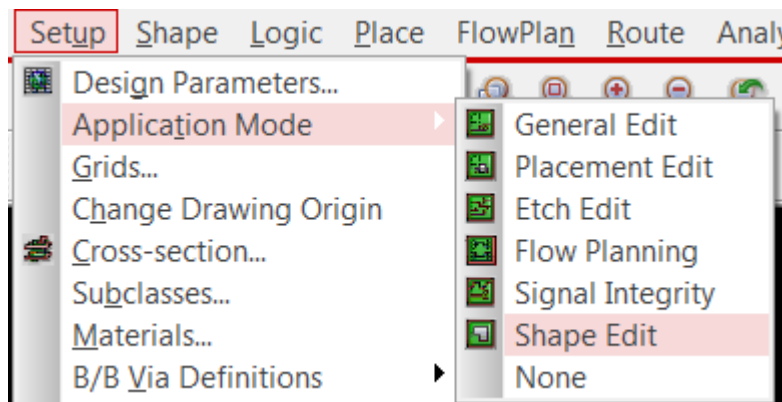 Setup Shape Logic Place FlowPlan Route Analy
Design Parameters...
Application Mode
Grids...
Change Drawing Origin
Cross-section...
Subclasses...
Materials...
B/B Via Definitions
General Edit
Placement Edit
Etch Edit
Flow Planning
Signal Integrity
Shape Edit
None